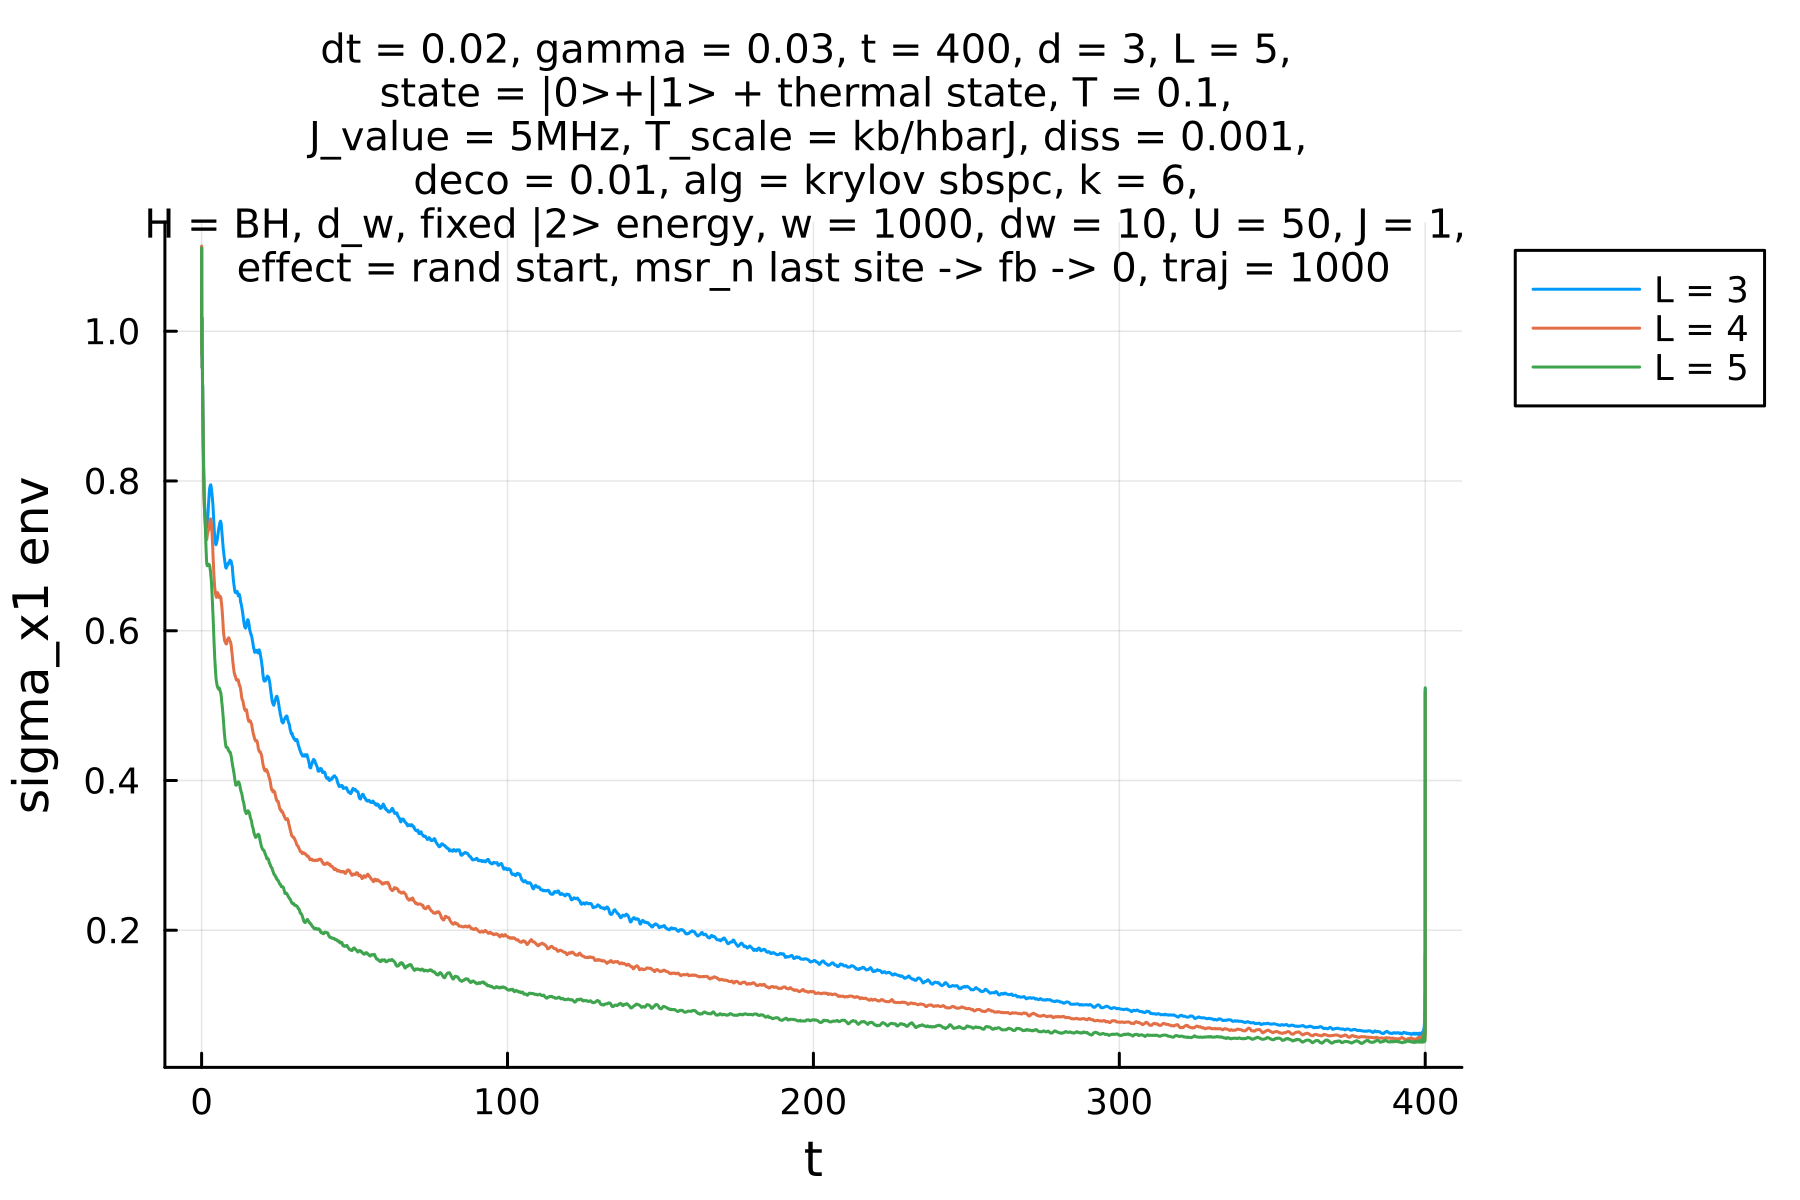 dt = 0.02, gamma = 0.03, t = 400, d = 3, L = 5,
state = |0>+|1> + thermal state, T = 0.1,
J_value = 5MHz, T_scale = kb/hbarJ, diss = 0.001,
deco = 0.01, alg = krylov sbspc, k = 6,
H = BH, d_w, fixed |2> energy, w = 1000, dw = 10, U = 50, J = 1,
effect = rand start, msr_n last site -> fb -> 0, traj = 1000
L = 3
L = 4
L = 5
sigma_x1 env
1.0
0.8
0.6
0.4
0.2
0 100 200 300 400
t